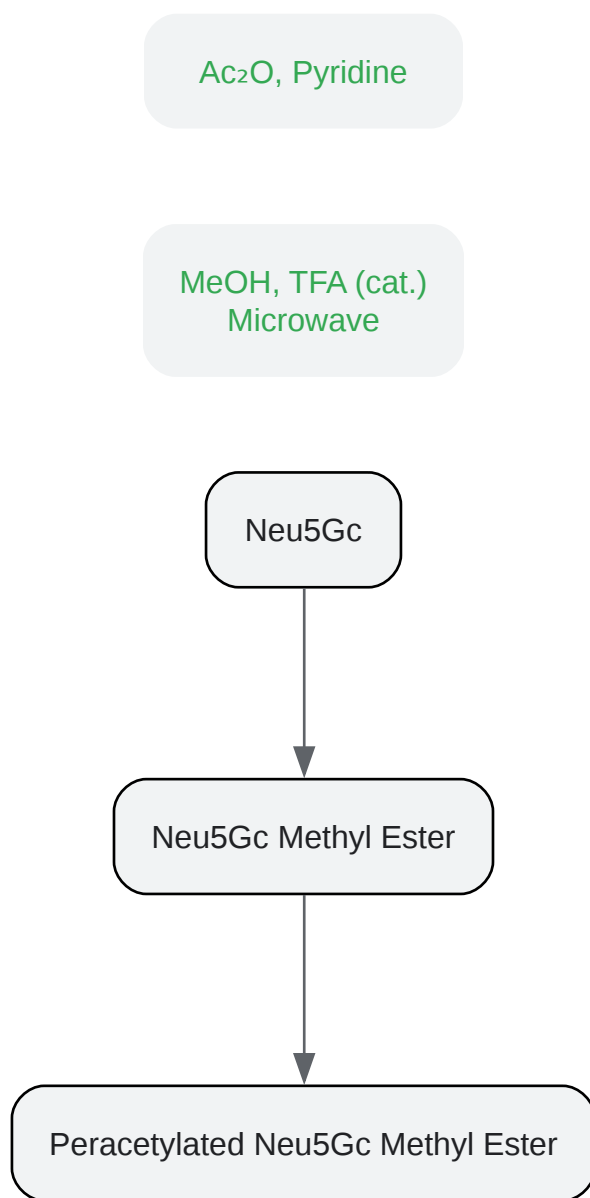 Ac₂O, Pyridine
MeOH, TFA (cat.)
Microwave
Neu5Gc
Neu5Gc Methyl Ester
Peracetylated Neu5Gc Methyl Ester